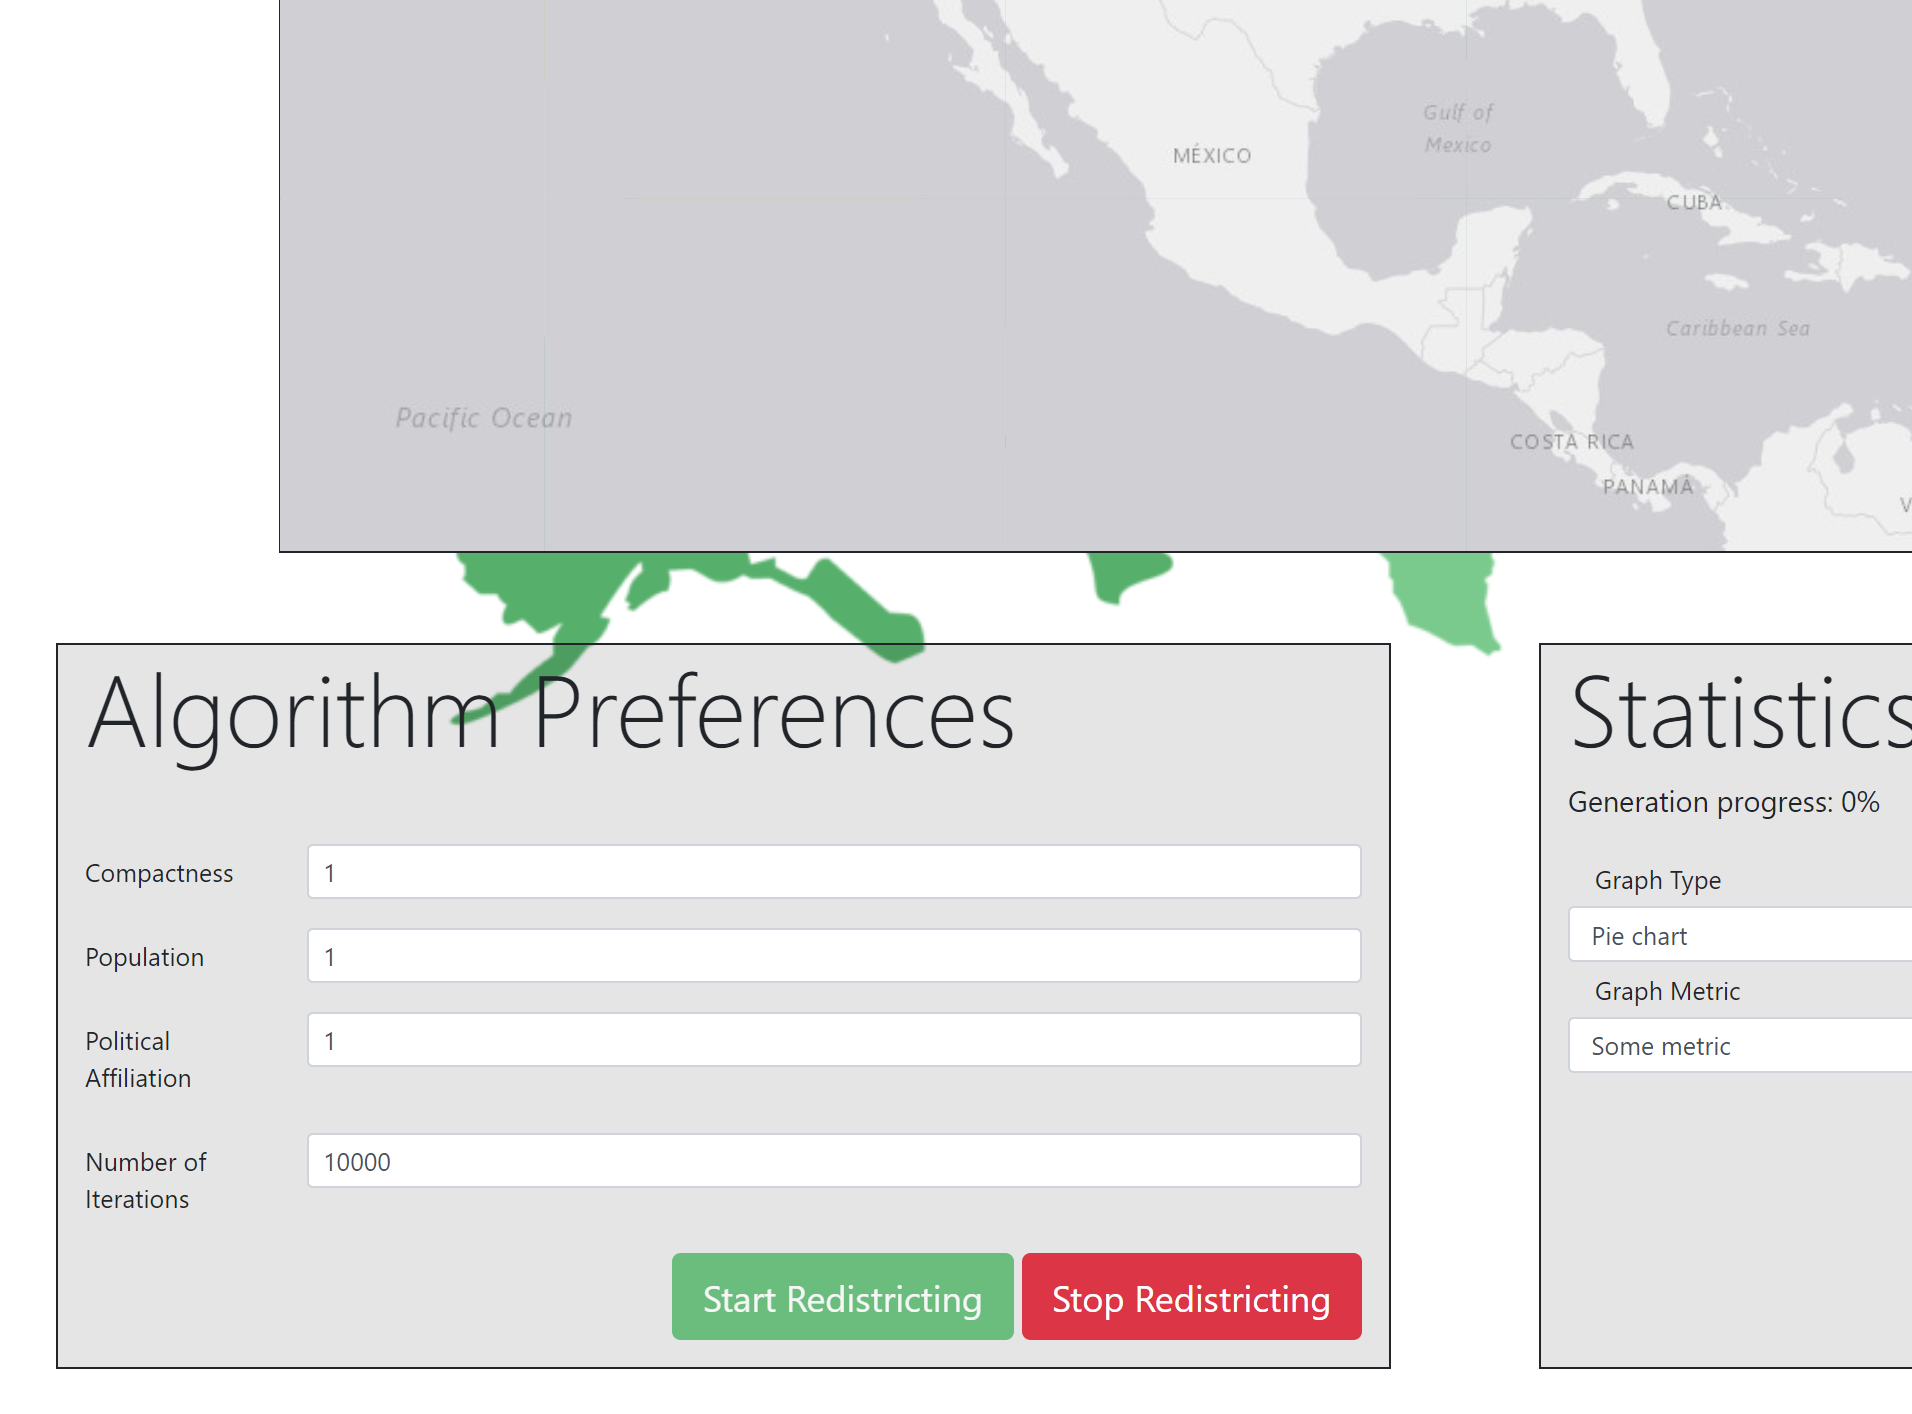 Gulf of
Mexico
MÉXICO
CUBA
Caribbean Sea
Pacific Ocean
COSTA RICA
PANAMÁ
V
Algorithm Preferences
Compactness
1
Population
1
Political
Affiliation
1
Number of
Iterations
10000
Start Redistricting
Stop Redistricting
Statistics
Generation progress: 0%
Graph Type
Pie chart
Graph Metric
Some metric